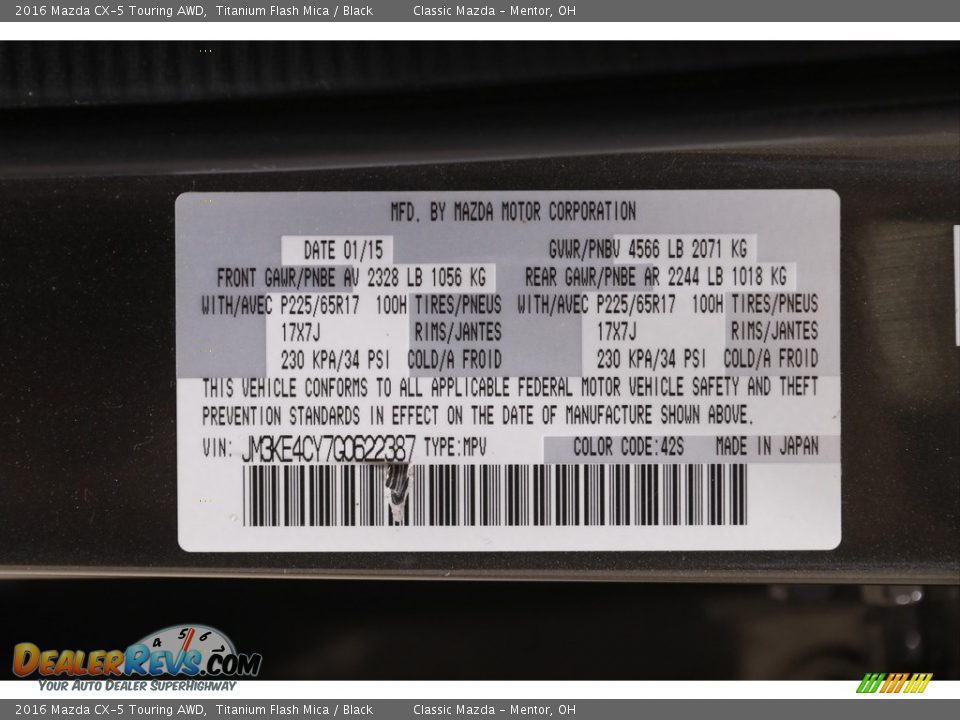 2016 Mazda CX-5 Touring AWD, Titanium Flash Mica / Black Classic Mazda - Mentor, OH
MFD. BY MAZDA MOTOR CORPORATION
DATE 01/15 GVWR/PNBV 4566 LB 2071 KG
FRONT GAWR/PNBE AV 2328 LB 1056 KG REAR GAWR/PNBE AR 2244 LB 1018 KG
WITH/AVEC P225/65R17 100H TIRES/PNEUS WITH/AVEC P225/65R17 100H TIRES/PNEUS
17X7J RIMS/JANTES 17X7J RIMS/JANTES
230 KPA/34 PSI COLD/A FROID 230 KPA/34 PSI COLD/A FROID
THIS VEHICLE CONFORMS TO ALL APPLICABLE FEDERAL MOTOR VEHICLE SAFETY AND THEFT
PREVENTION STANDARDS IN EFFECT ON THE DATE OF MANUFACTURE SHOWN ABOVE.
VIN: JM3KE4CY7G0622387 TYPE:MPV COLOR CODE:42S MADE IN JAPAN
4 5 6
DEALERREVS.COM
YOUR AUTO DEALER SUPERHIGHWAY
2016 Mazda CX-5 Touring AWD, Titanium Flash Mica / Black Classic Mazda - Mentor, OH